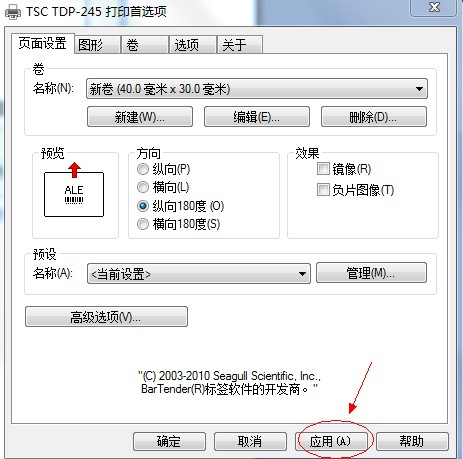 TSC TDP-245 打印首选项
页面设置 图形 卷 选项 关于
卷
名称(N): 新卷 (40.0 毫米 x 30.0 毫米)
新建(W)... 编辑(E)... 删除(D)...
预览 方向 效果
纵向(P) 镜像(R)
横向(L) 负片图像(T)
ALE
纵向180度 (O)
横向180度(S)
预设
名称(A): <当前设置> 管理(M)...
高级选项(V)...
"(C) 2003-2010 Seagull Scientific, Inc.,
BarTender(R)标签软件的开发商。"
确定 取消 应用 (A) 帮助